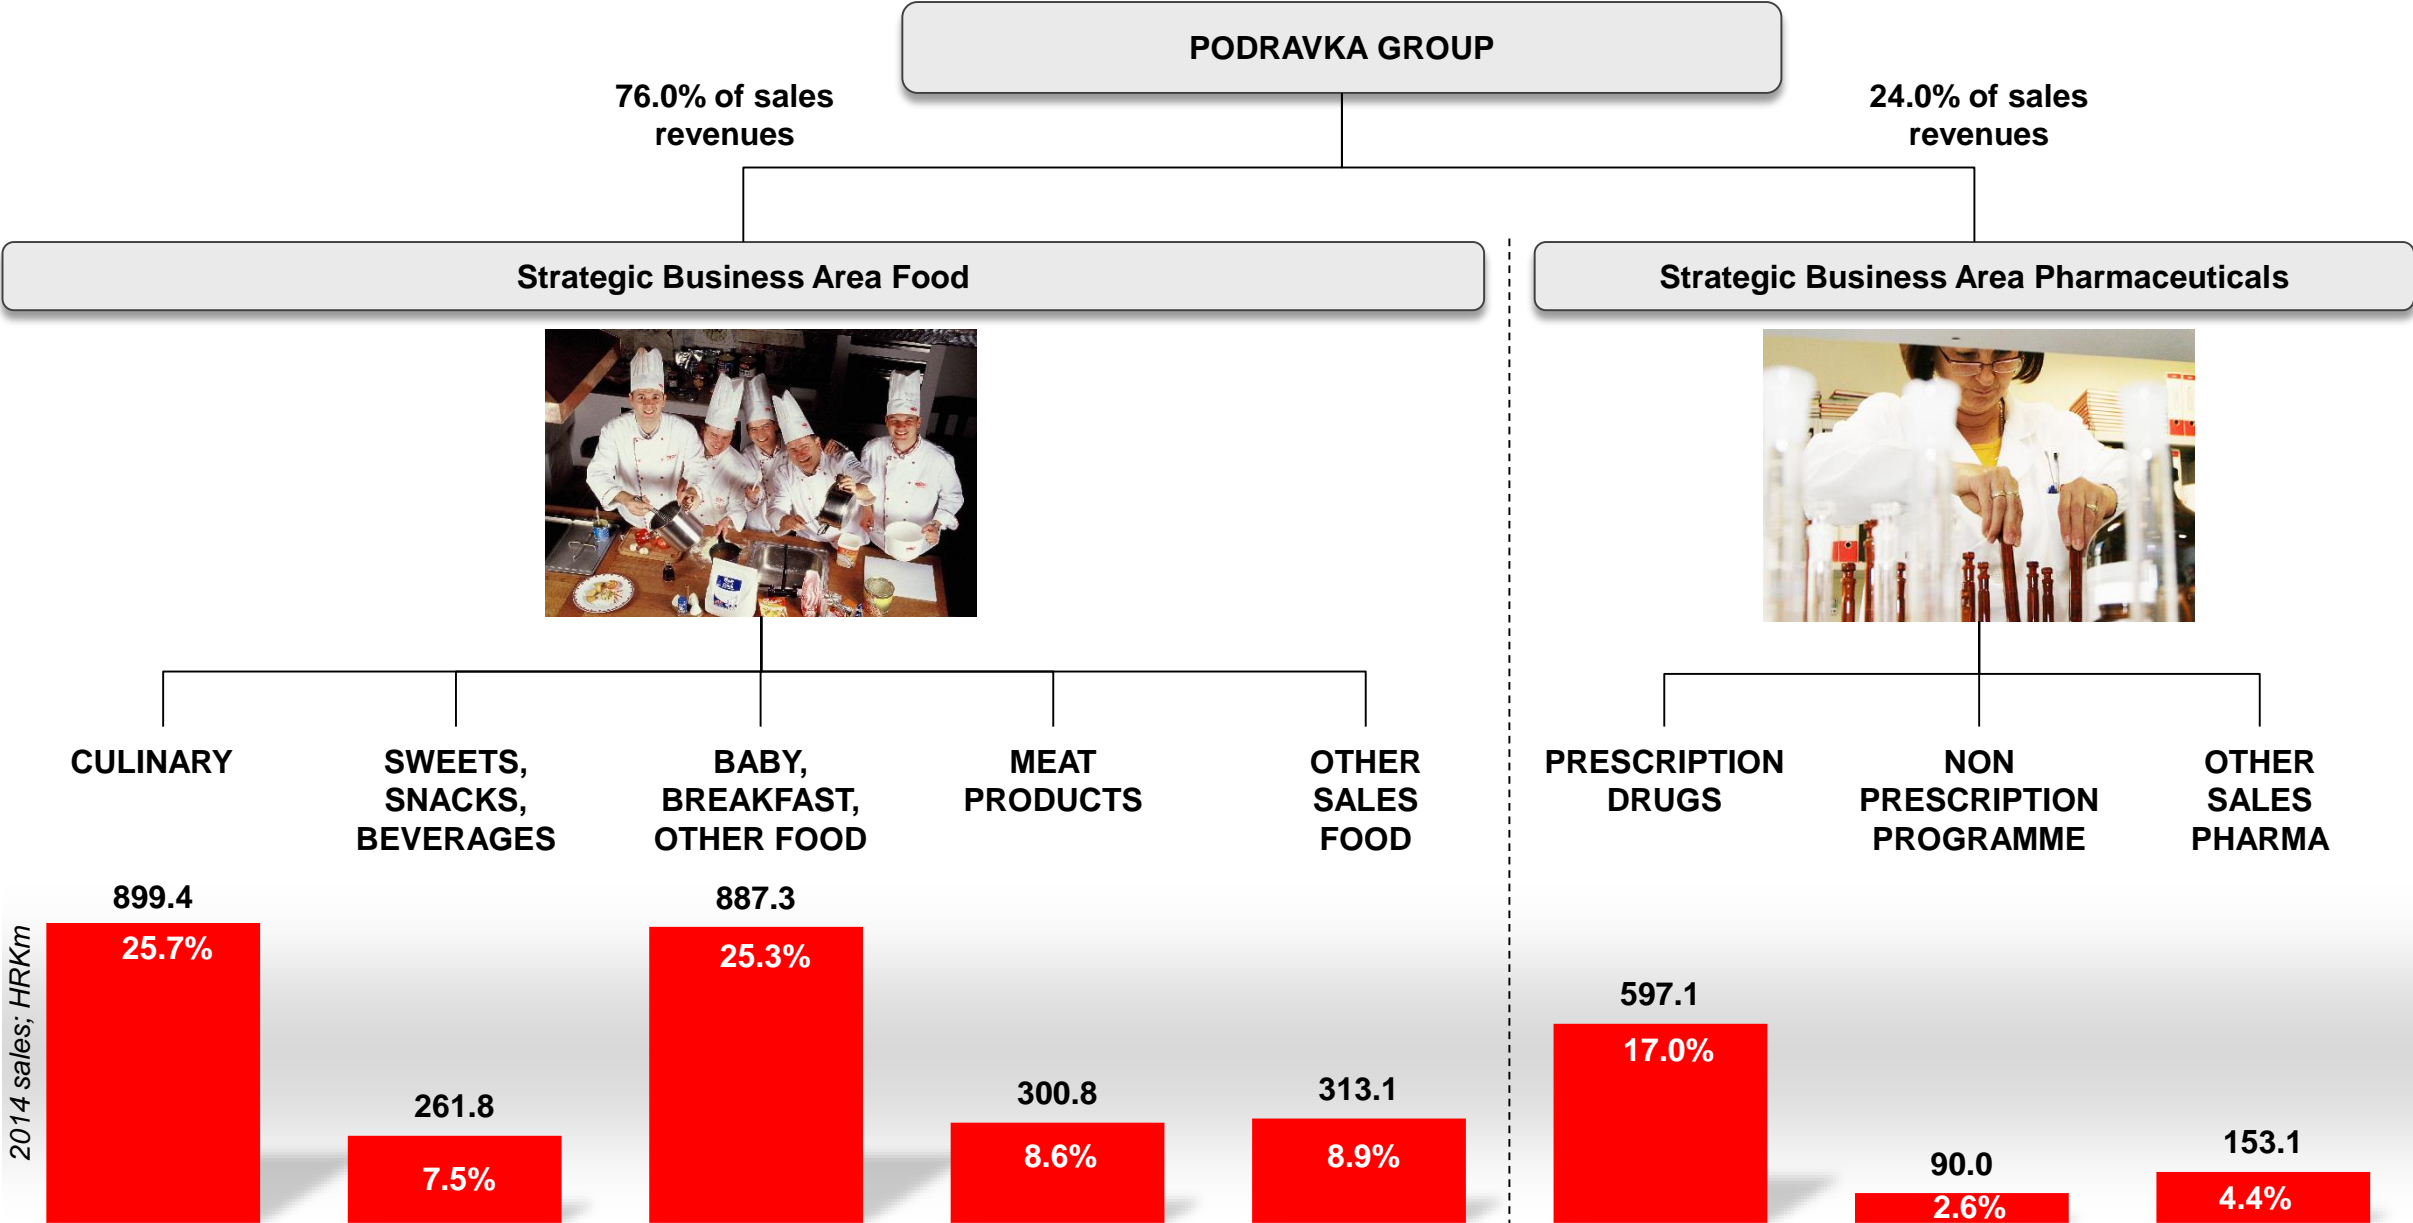 PODRAVKA GROUP
76.0% of sales
revenues
24.0% of sales
revenues
Strategic Business Area Food
Strategic Business Area Pharmaceuticals
CULINARY
SWEETS,
SNACKS,
BEVERAGES
BABY,
BREAKFAST,
OTHER FOOD
MEAT
PRODUCTS
OTHER
SALES
FOOD
PRESCRIPTION
DRUGS
NON
PRESCRIPTION
PROGRAMME
OTHER
SALES
PHARMA
2014 sales; HRKm
899.4
25.7%
261.8
7.5%
887.3
25.3%
300.8
8.6%
313.1
8.9%
597.1
17.0%
90.0
2.6%
153.1
4.4%